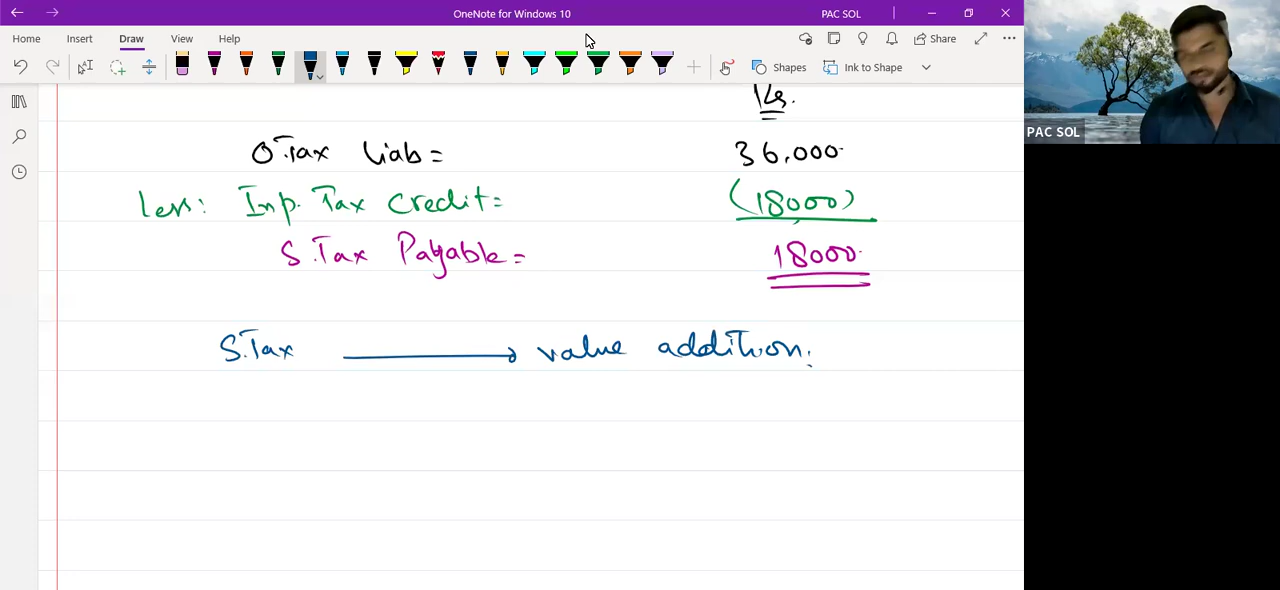 OneNote for Windows 10
PAC SOL
Home Insert Draw View Help
Share
Shapes
Ink to Shape
PAC SOL
Rs.
O.Tax Liab= 36,000
Less: Inp. Tax Credit= (18000)
S.Tax Payable= 18000
S.Tax → value addition.